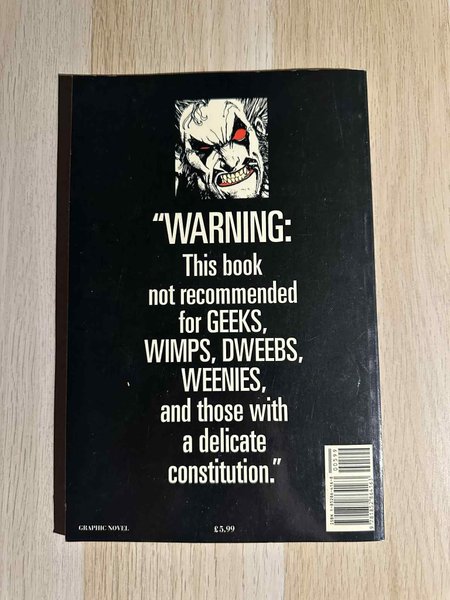 “WARNING:
This book
not recommended
for GEEKS,
WIMPS, DWEEBS,
WEENIES,
and those with
a delicate
constitution.”
GRAPHIC NOVEL
£5.99
00599